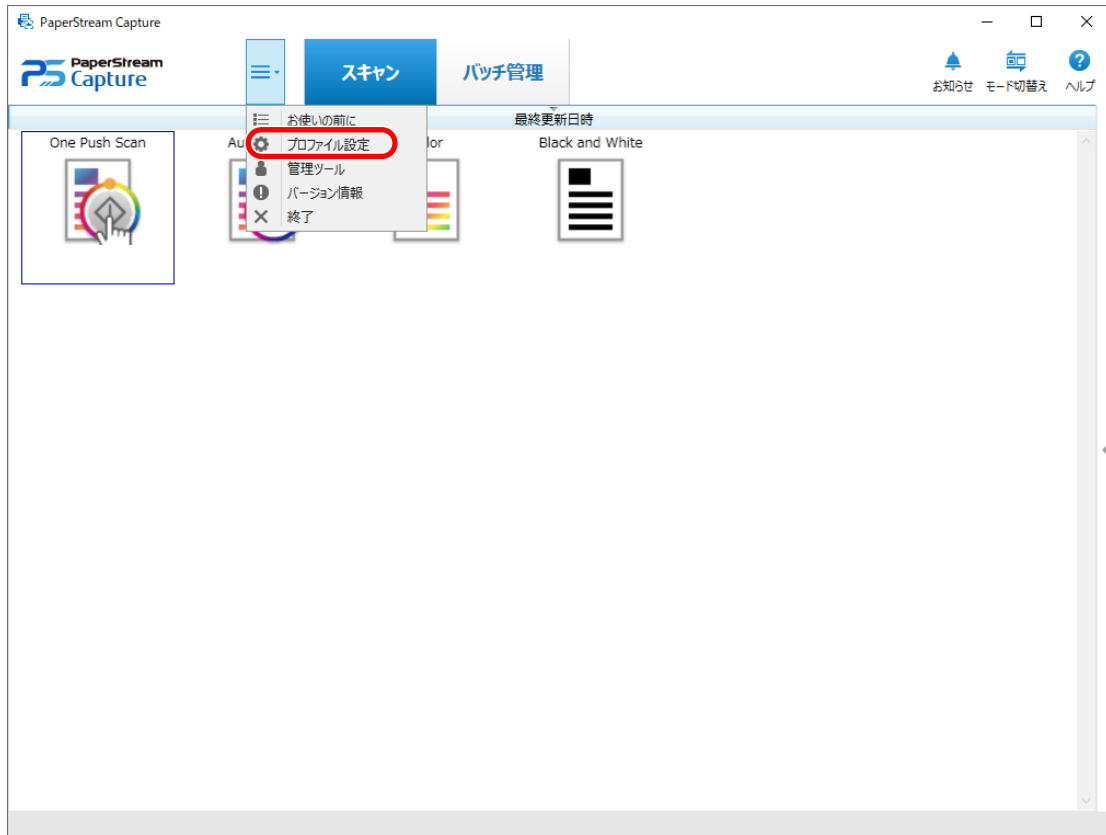 PaperStream Capture
PaperStream
Capture
スキャン
バッチ管理
お知らせ
モード切替え
ヘルプ
最終更新日時
お使いの前に
プロファイル設定
管理ツール
バージョン情報
終了
One Push Scan
Au
lor
Black and White